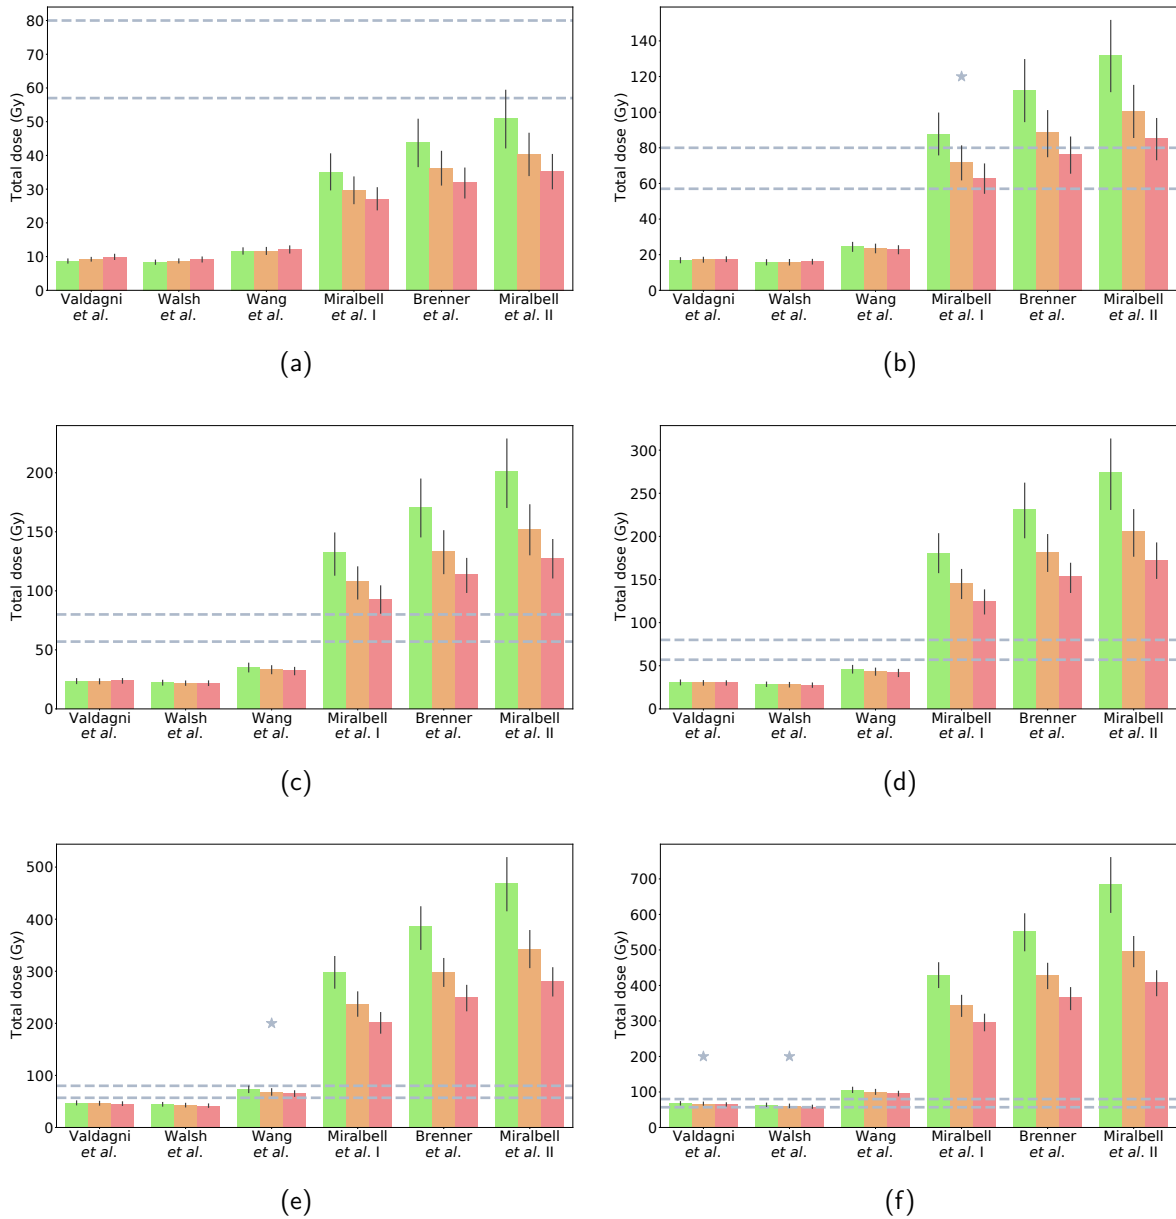 80
70
60
50
40
30
20
10
0
Total dose (Gy)
Valdagni Walsh Wang Miralbell Brenner Miralbell
et al. et al. et al. et al. I et al. et al. II
(a)
140
120
100
80
60
40
20
0
Total dose (Gy)
Valdagni Walsh Wang Miralbell Brenner Miralbell
et al. et al. et al. et al. I et al. et al. II
(b)
200
150
100
50
0
Total dose (Gy)
Valdagni Walsh Wang Miralbell Brenner Miralbell
et al. et al. et al. et al. I et al. et al. II
(c)
300
250
200
150
100
50
0
Total dose (Gy)
Valdagni Walsh Wang Miralbell Brenner Miralbell
et al. et al. et al. et al. I et al. et al. II
(d)
500
400
300
200
100
0
Total dose (Gy)
Valdagni Walsh Wang Miralbell Brenner Miralbell
et al. et al. et al. et al. I et al. et al. II
(e)
700
600
500
400
300
200
100
0
Total dose (Gy)
Valdagni Walsh Wang Miralbell Brenner Miralbell
et al. et al. et al. et al. I et al. et al. II
(f)